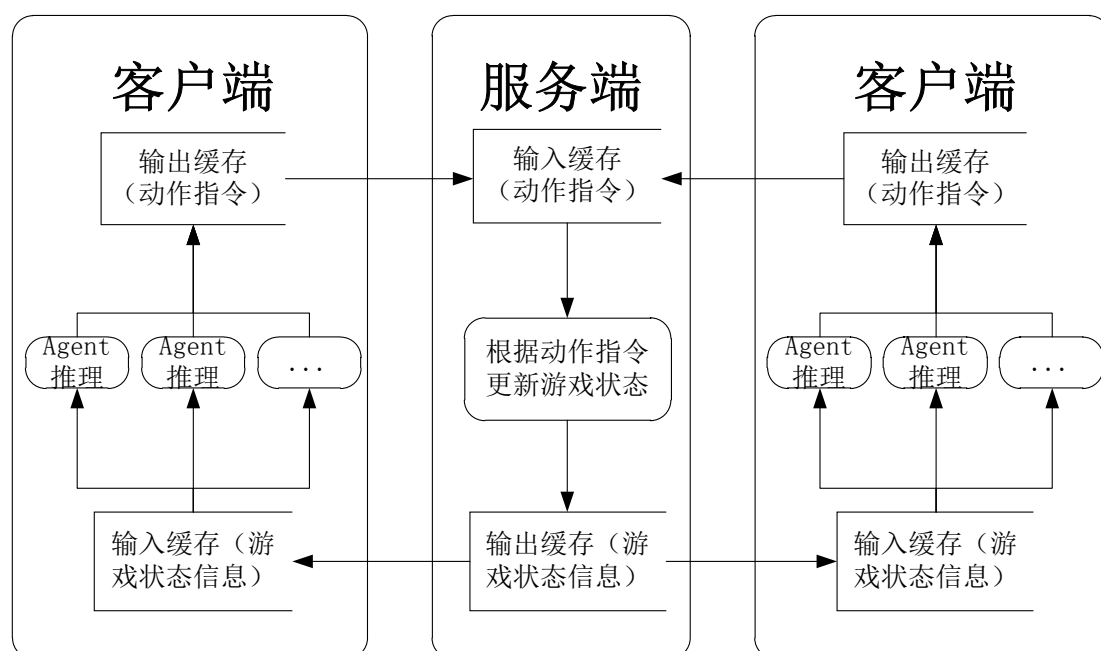 客户端
输出缓存
（动作指令）
Agent
推理
Agent
推理
...
输入缓存（游
戏状态信息）
服务端
输入缓存
（动作指令）
根据动作指令
更新游戏状态
输出缓存（游
戏状态信息）
客户端
输出缓存
（动作指令）
Agent
推理
Agent
推理
...
输入缓存（游
戏状态信息）